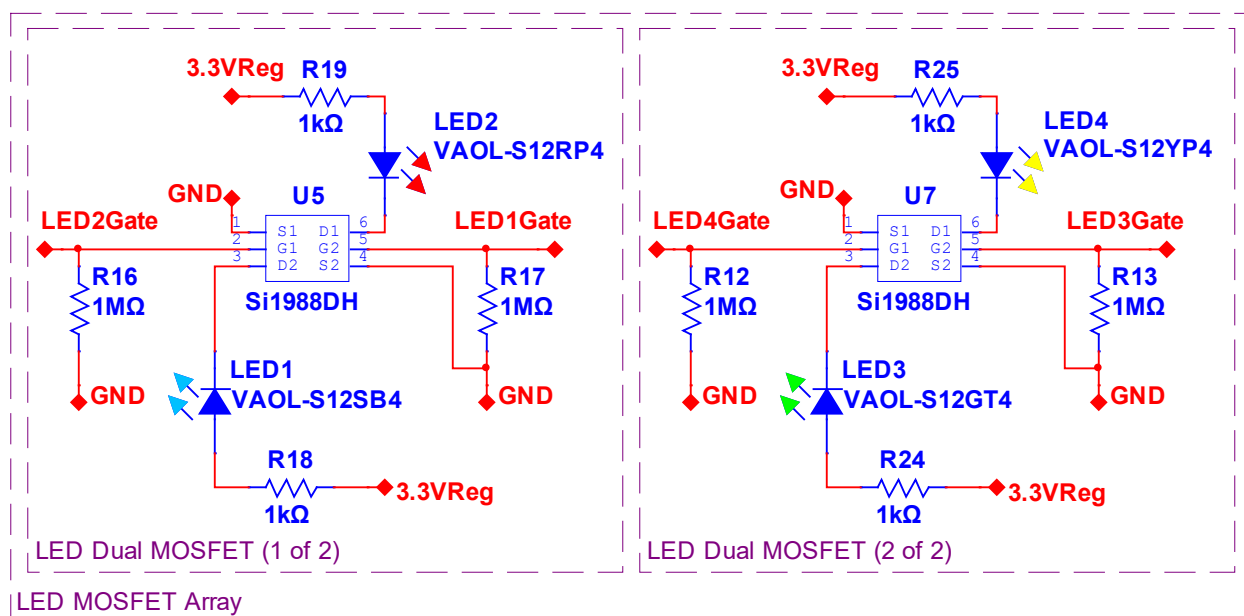 3.3VReg
R19
1kΩ
LED2
VAOL-S12RP4
GND
U5
LED2Gate
LED1Gate
1
2
3
S1
G1
D2
D1
G2
S2
6
5
4
Si1988DH
R16
1MΩ
GND
R17
1MΩ
GND
LED1
VAOL-S12SB4
R18
1kΩ
3.3VReg
LED Dual MOSFET (1 of 2)
3.3VReg
R25
1kΩ
LED4
VAOL-S12YP4
GND
U7
LED4Gate
LED3Gate
1
2
3
S1
G1
D2
D1
G2
S2
6
5
4
Si1988DH
R12
1MΩ
GND
R13
1MΩ
GND
LED3
VAOL-S12GT4
R24
1kΩ
3.3VReg
LED Dual MOSFET (2 of 2)
LED MOSFET Array